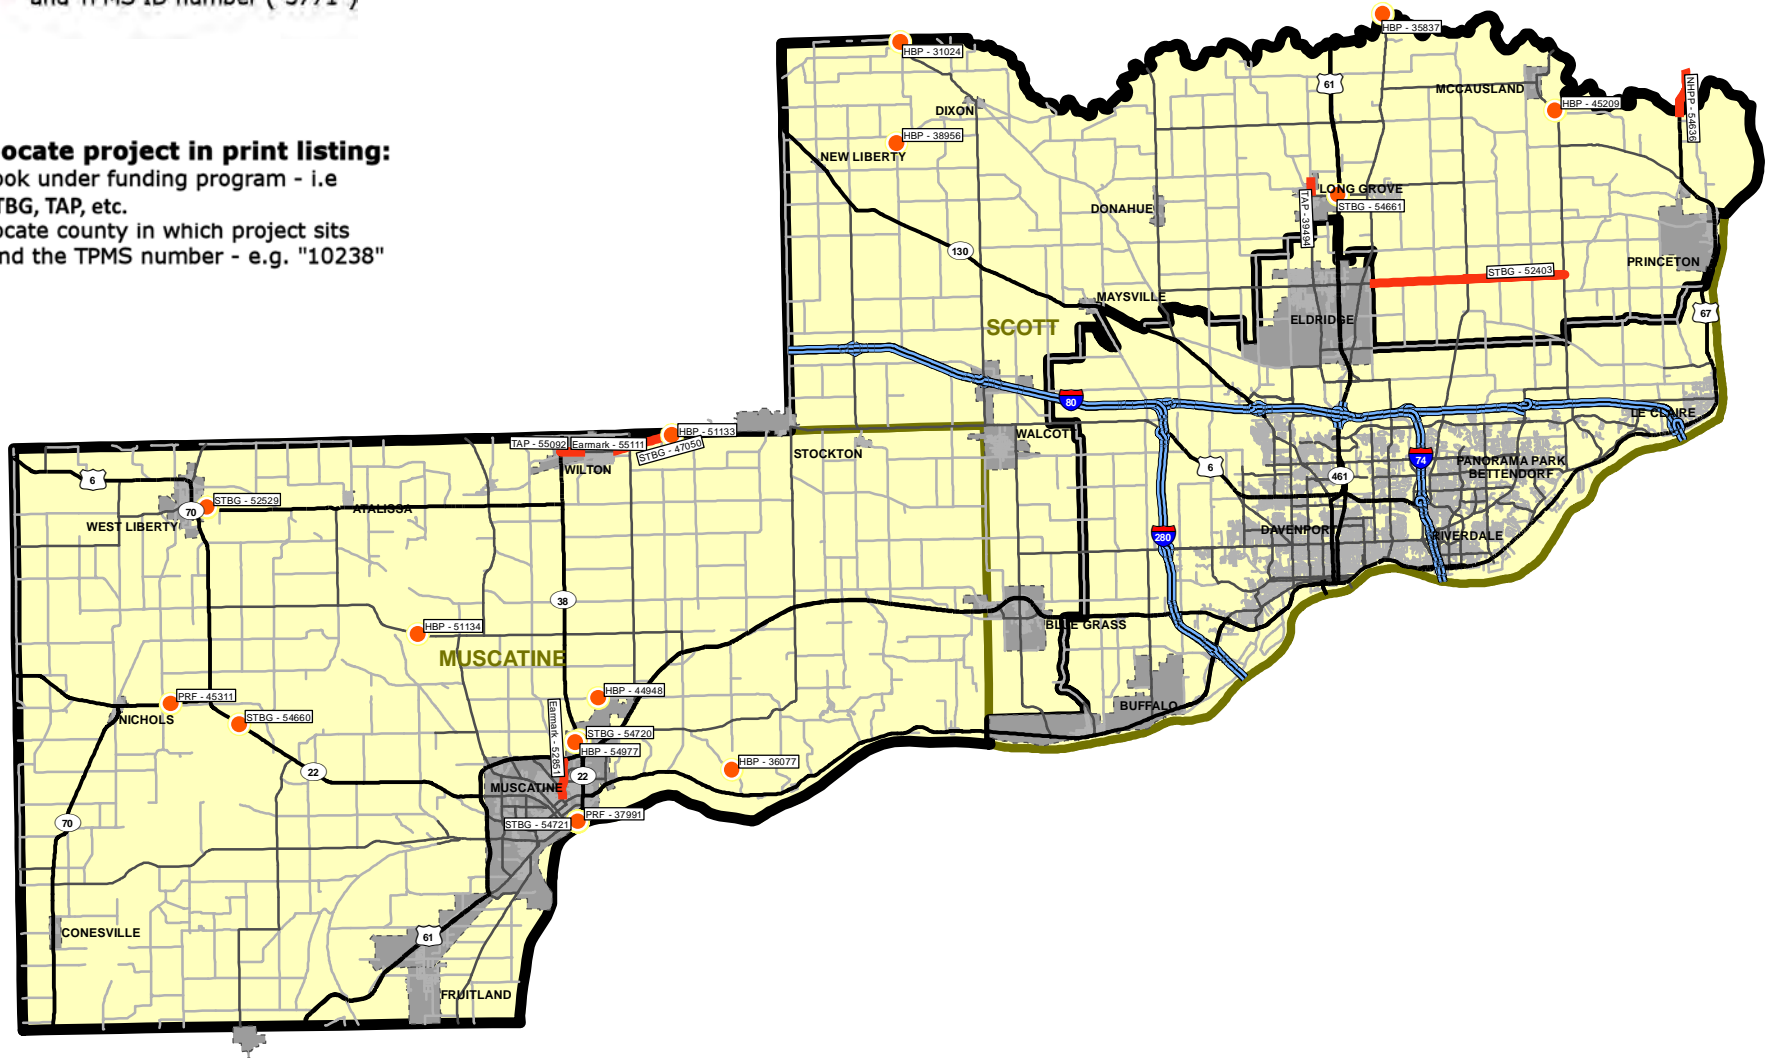 and TPMS ID number ("5771")
ocate project in print listing:
ook under funding program - i.e
TBG, TAP, etc.
ocate county in which project sits
nd the TPMS number - e.g. "10238"
HBP - 35837
HBP - 31024
61
MCCAUSLAND
HBP - 45209
NHPP - 54636
DIXON
HBP - 38956
NEW LIBERTY
LONG GROVE
STBG - 54661
TAP - 39494
DONAHUE
130
PRINCETON
STBG - 52403
MAYSVILLE
67
SCOTT
ELDRIDGE
80
LE CLAIRE
WALCOTT
HBP - 51133
TAP - 55092
Earmark - 55111
STBG - 47050
STOCKTON
WILTON
6
74
PANORAMA PARK
BETTENDORF
6
461
STBG - 52529
70
ATALISSA
WEST LIBERTY
DAVENPORT
RIVERDALE
280
38
HBP - 51134
BLUE GRASS
MUSCATINE
HBP - 44948
PRF - 45311
NICHOLS
STBG - 54660
BUFFALO
Earmark - 52851
STBG - 54720
HBP - 54977
HBP - 36077
22
22
MUSCATINE
PRF - 37991
STBG - 54721
70
CONESVILLE
61
FRUITLAND